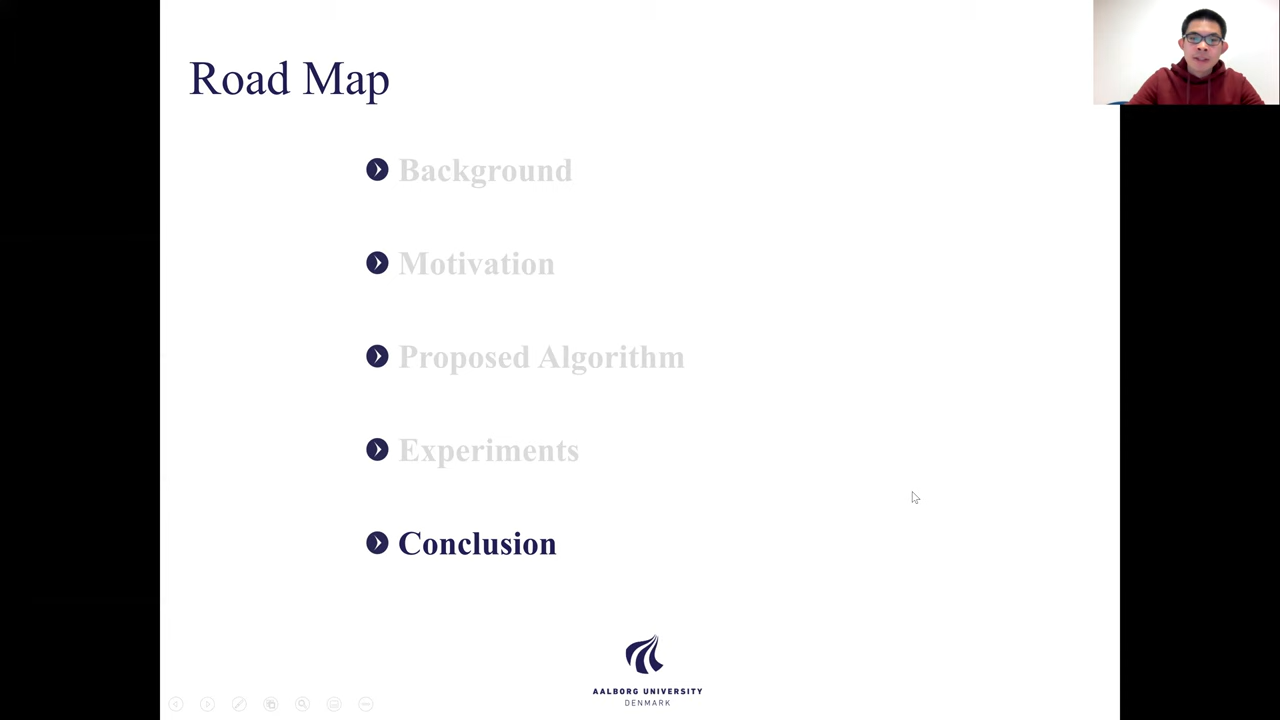 Road Map
Background
Motivation
Proposed Algorithm
Experiments
Conclusion
AALBORG UNIVERSITY
DENMARK